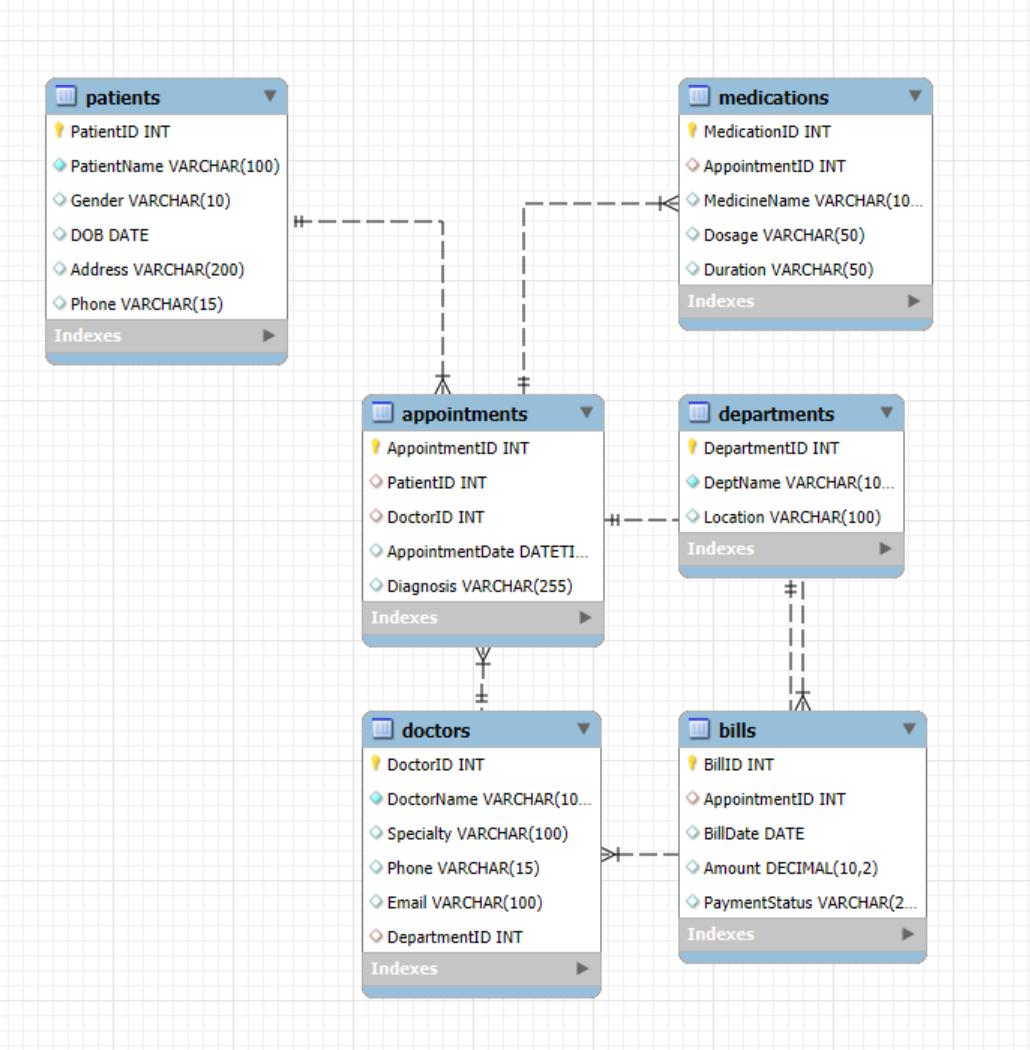 patients
PatientID INT
PatientName VARCHAR(100)
Gender VARCHAR(10)
DOB DATE
Address VARCHAR(200)
Phone VARCHAR(15)
Indexes
medications
MedicationID INT
AppointmentID INT
MedicineName VARCHAR(10...
Dosage VARCHAR(50)
Duration VARCHAR(50)
Indexes
appointments
AppointmentID INT
PatientID INT
DoctorID INT
AppointmentDate DATETI...
Diagnosis VARCHAR(255)
Indexes
departments
DepartmentID INT
DeptName VARCHAR(10...
Location VARCHAR(100)
Indexes
doctors
DoctorID INT
DoctorName VARCHAR(10...
Specialty VARCHAR(100)
Phone VARCHAR(15)
Email VARCHAR(100)
DepartmentID INT
Indexes
bills
BillID INT
AppointmentID INT
BillDate DATE
Amount DECIMAL(10,2)
PaymentStatus VARCHAR(2...
Indexes